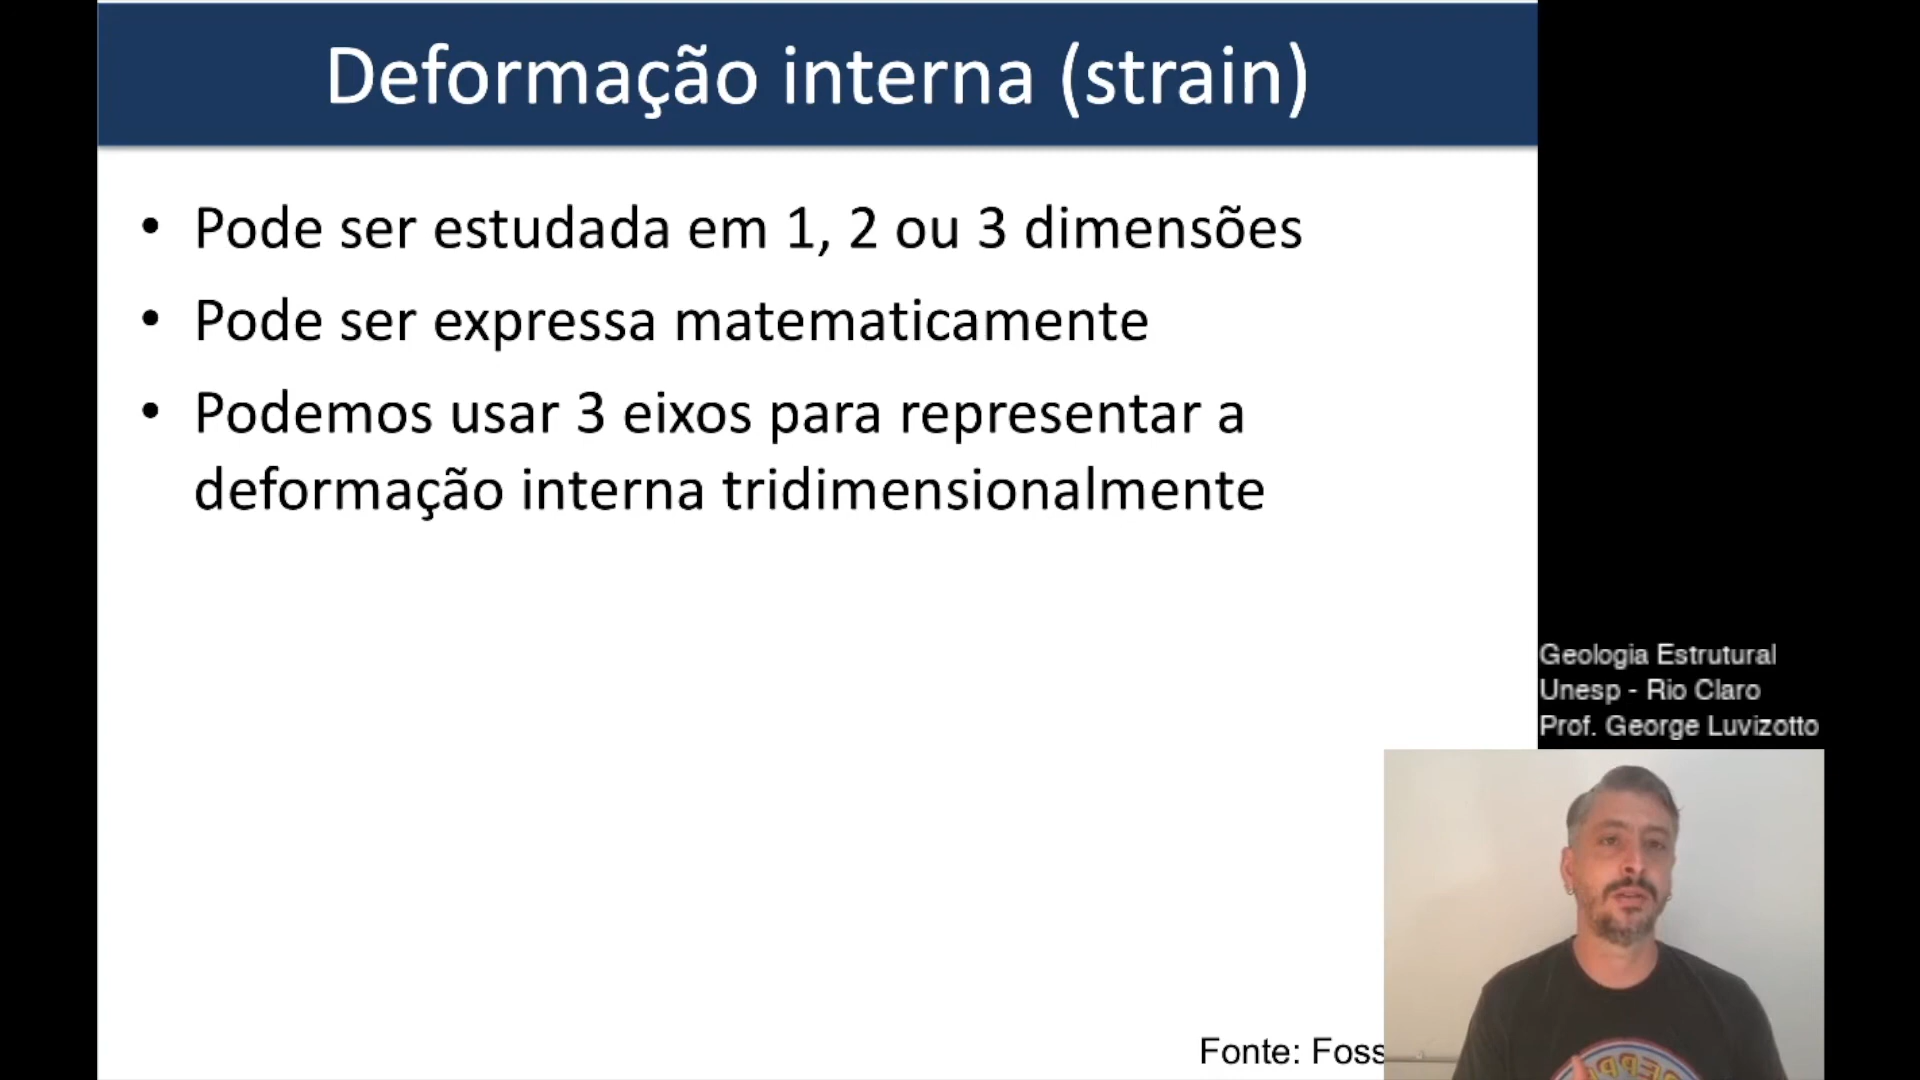 Deformação interna (strain)
• Pode ser estudada em 1, 2 ou 3 dimensões
• Pode ser expressa matematicamente
• Podemos usar 3 eixos para representar a
deformação interna tridimensionalmente
Geologia Estrutural
Unesp - Rio Claro
Prof. George Luvizotto
Fonte: Foss